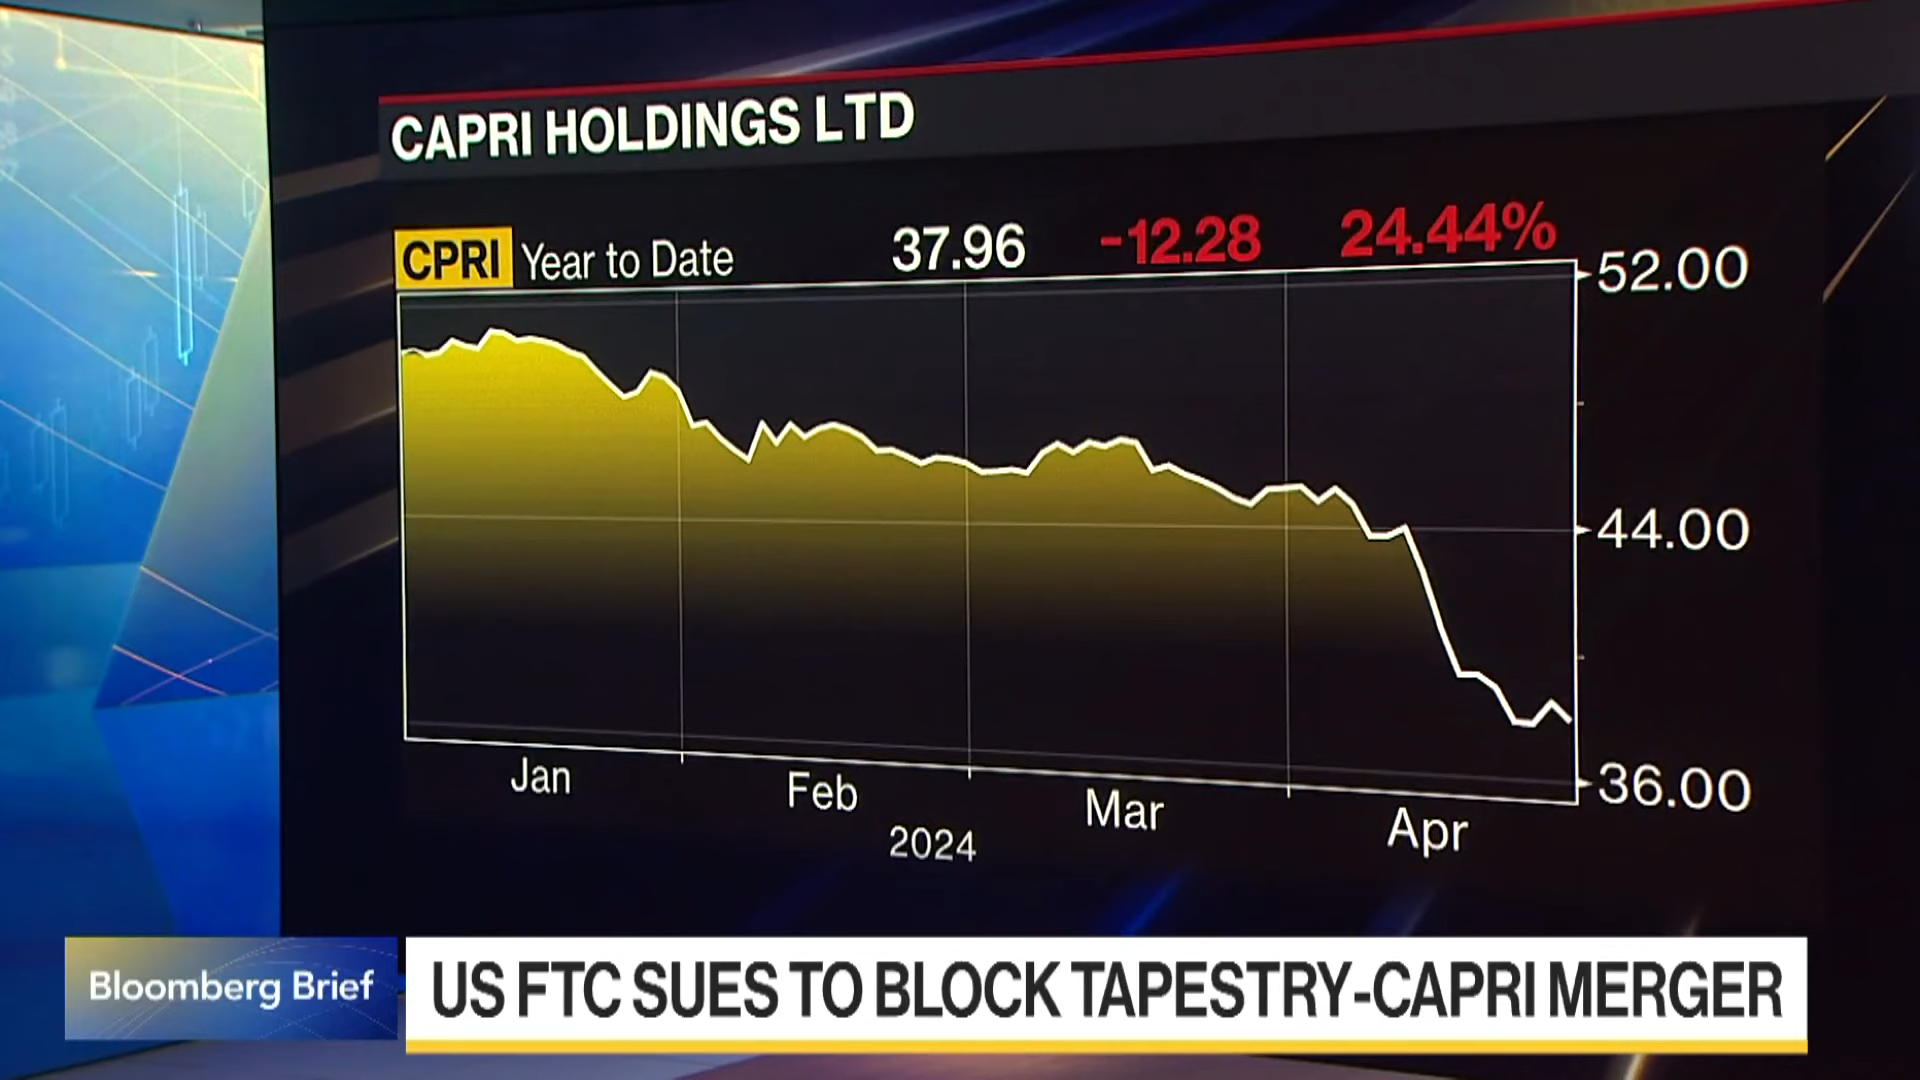 CAPRI HOLDINGS LTD
CPRI Year to Date 37.96 -12.28 24.44%
52.00
44.00
36.00
Jan Feb Mar Apr
2024
Bloomberg Brief
US FTC SUES TO BLOCK TAPESTRY-CAPRI MERGER